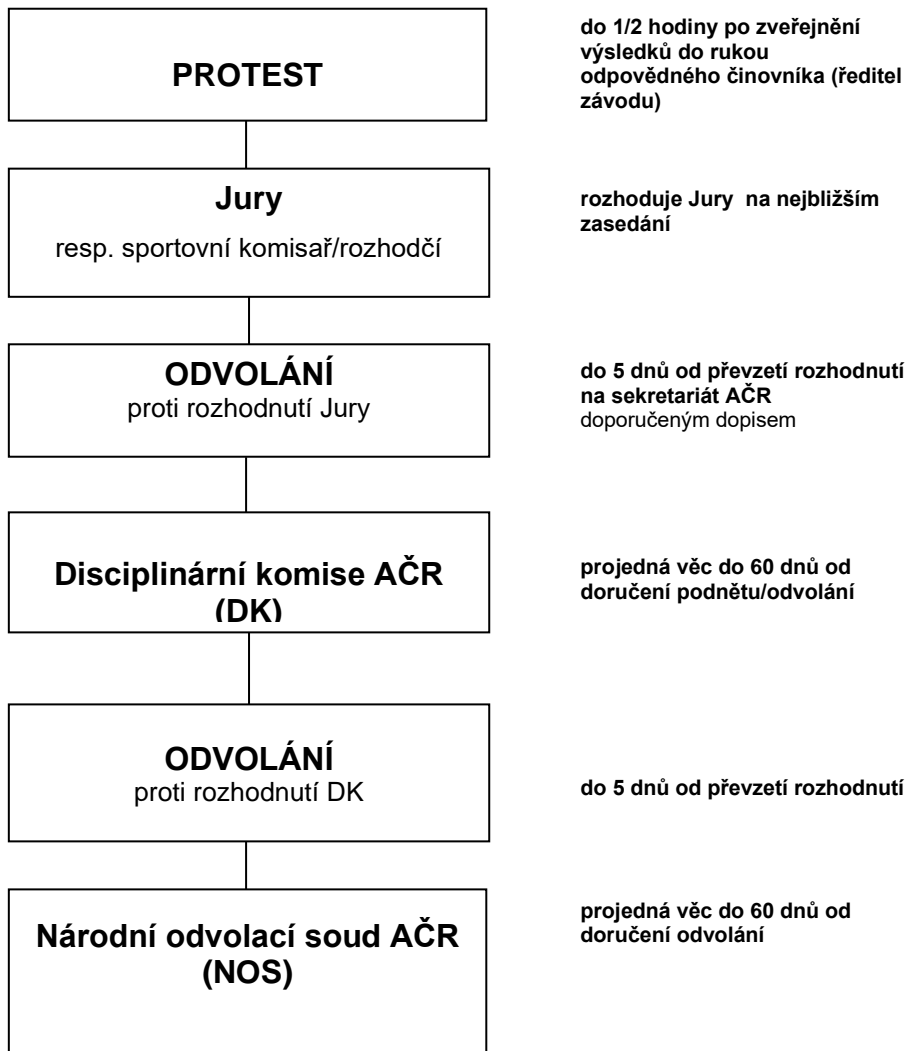 PROTEST
do 1/2 hodiny po zveřejnění
výsledků do rukou
odpovědného činovníka (ředitel
závodu)
Jury
resp. sportovní komisař/rozhodčí
rozhoduje Jury na nejbližším
zasedání
ODVOLÁNÍ
proti rozhodnutí Jury
do 5 dnů od převzetí rozhodnutí
na sekretariát AČR
doporučeným dopisem
Disciplinární komise AČR
(DK)
projedná věc do 60 dnů od
doručení podnětu/odvolání
ODVOLÁNÍ
proti rozhodnutí DK
do 5 dnů od převzetí rozhodnutí
Národní odvolací soud AČR
(NOS)
projedná věc do 60 dnů od
doručení odvolání